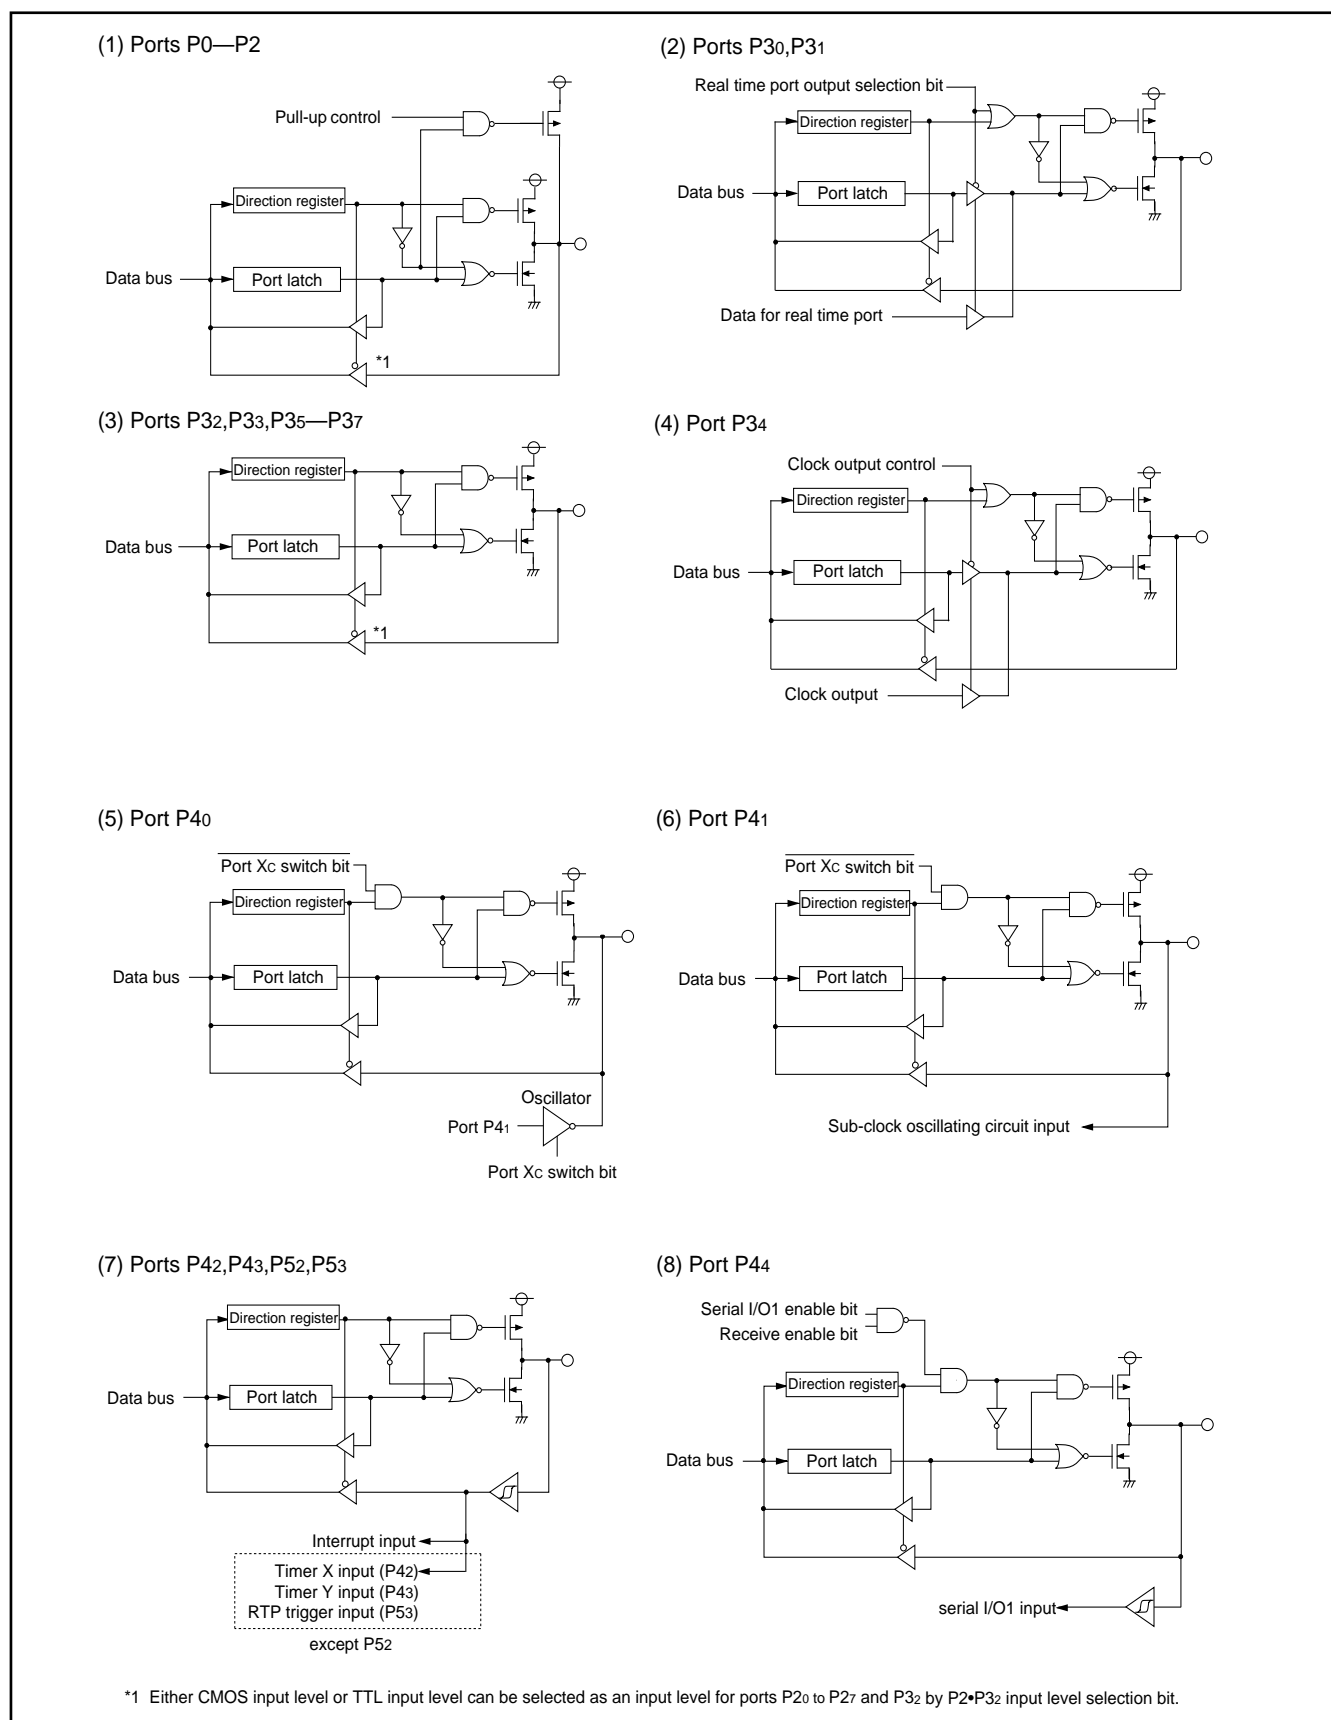 (1) Ports P0—P2
Pull-up control
Direction register
Data bus
Port latch
*1
(2) Ports P30,P31
Real time port output selection bit
Direction register
Data bus
Port latch
Data for real time port
(3) Ports P32,P33,P35—P37
Direction register
Data bus
Port latch
*1
(4) Port P34
Clock output control
Direction register
Data bus
Port latch
Clock output
(5) Port P40
Port XC switch bit
Direction register
Data bus
Port latch
Oscillator
Port P41
Port XC switch bit
(6) Port P41
Port XC switch bit
Direction register
Data bus
Port latch
Sub-clock oscillating circuit input
(7) Ports P42,P43,P52,P53
Direction register
Data bus
Port latch
Interrupt input
Timer X input (P42)
Timer Y input (P43)
RTP trigger input (P53)
except P52
(8) Port P44
Serial I/O1 enable bit
Receive enable bit
Direction register
Data bus
Port latch
serial I/O1 input
*1 Either CMOS input level or TTL input level can be selected as an input level for ports P20 to P27 and P32 by P2•P32 input level selection bit.